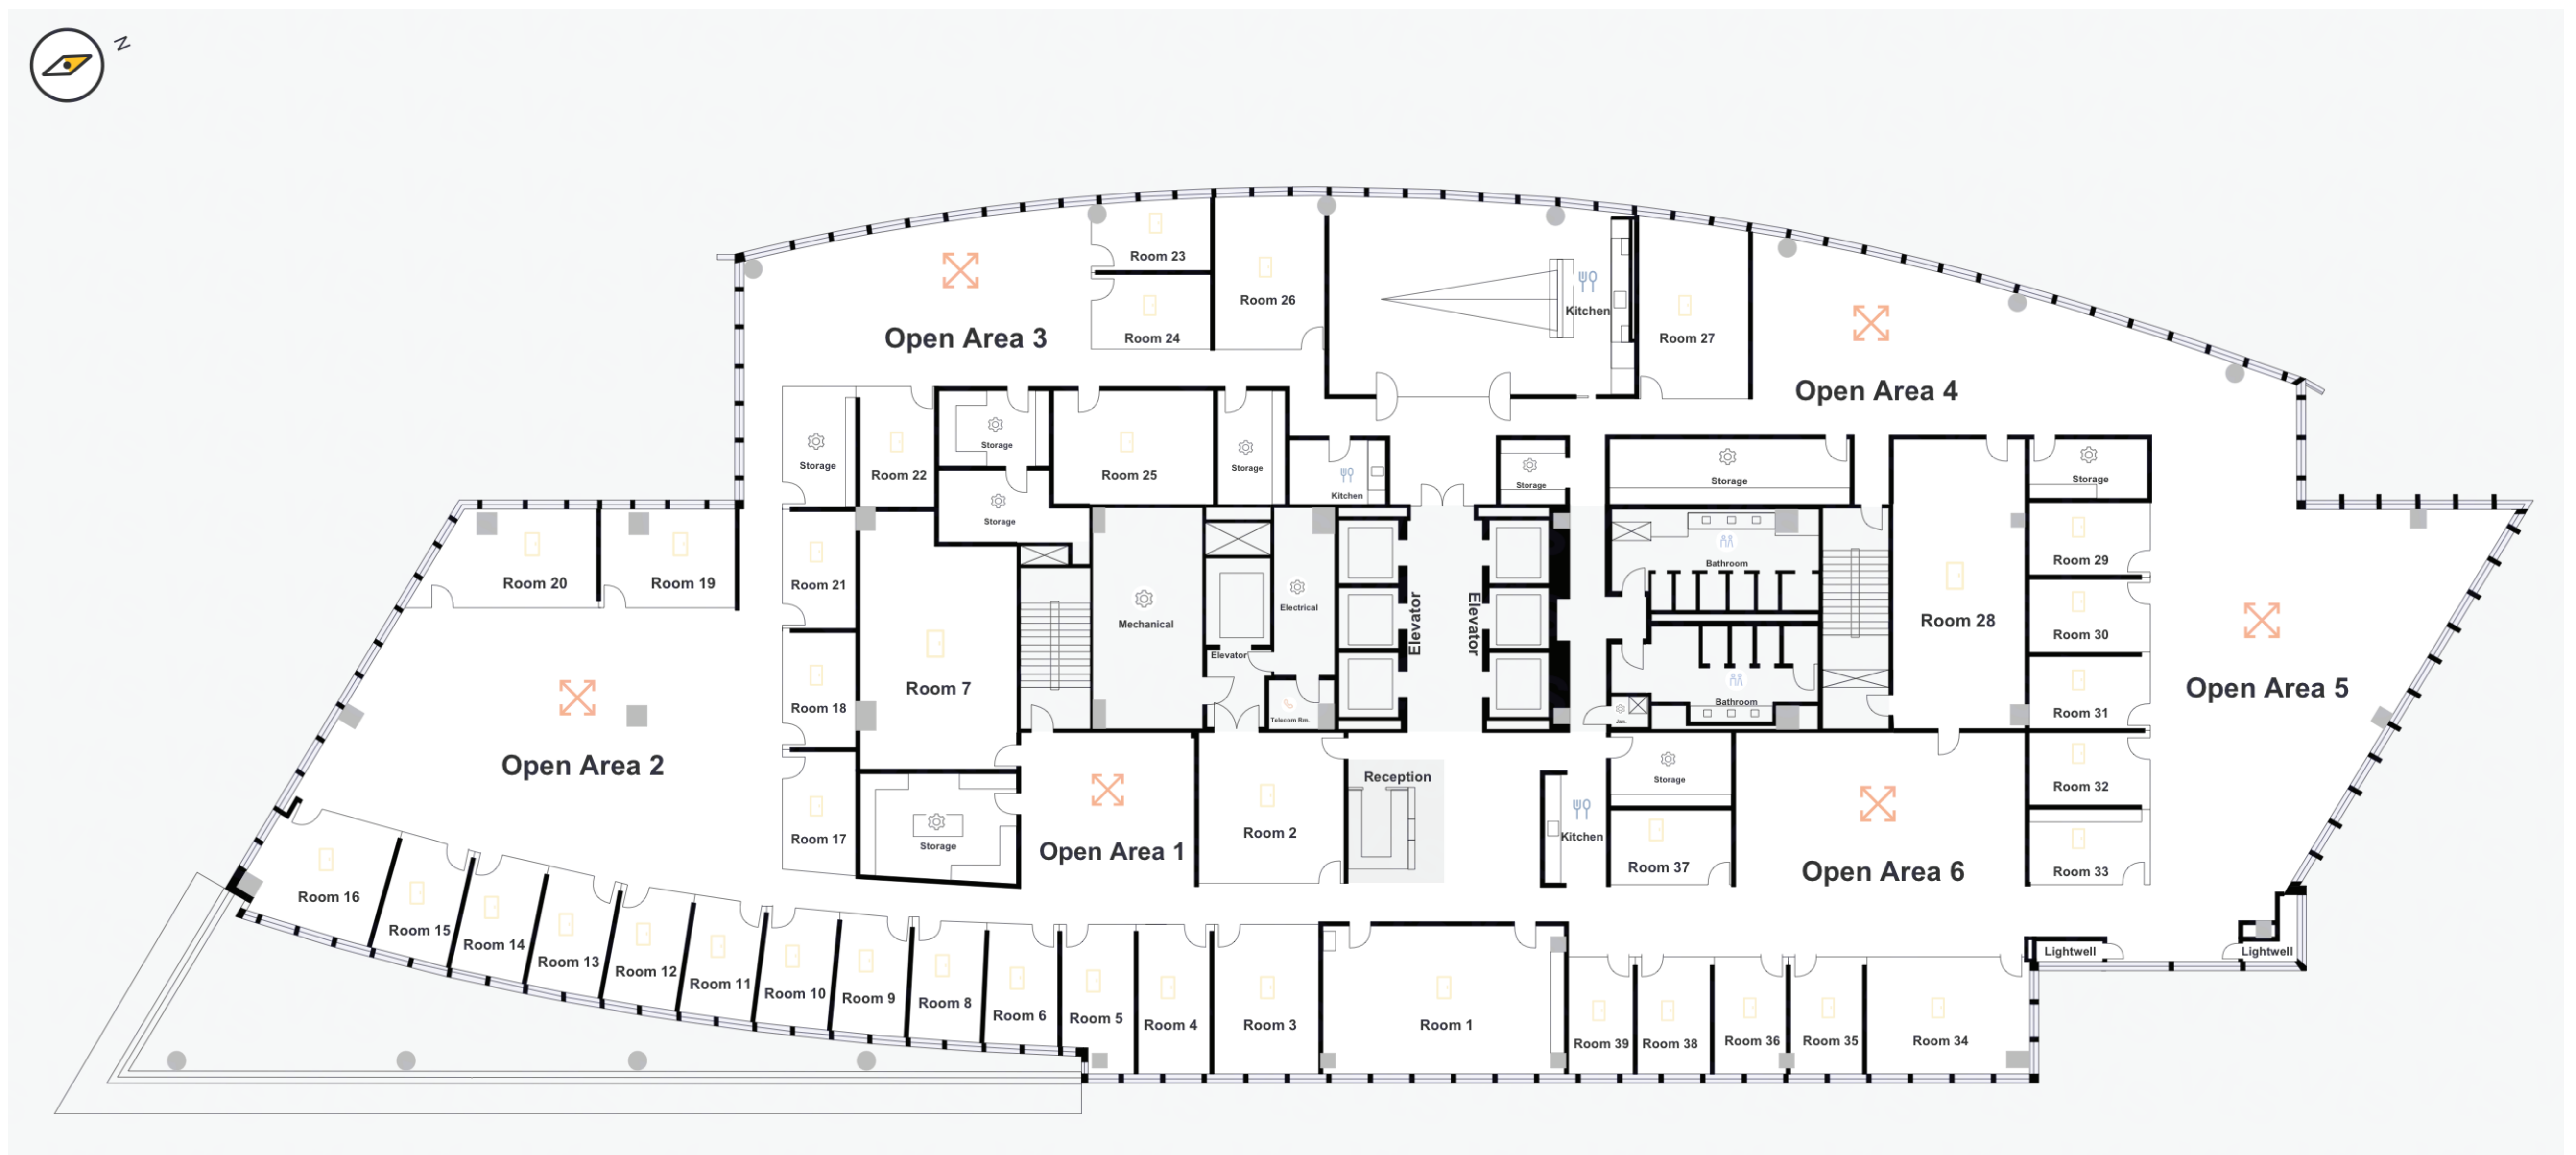 N
Room 23
Room 26
Kitchen
Room 24
Open Area 3
Room 27
Open Area 4
Storage
Room 22
Storage
Room 25
Storage
Kitchen
Storage
Storage
Storage
Storage
Room 20
Room 19
Room 21
Mechanical
Electrical
Elevator
Elevator
Elevator
Bathroom
Room 28
Room 29
Room 30
Room 7
Room 18
Telecom Rm.
Jan.
Bathroom
Room 31
Open Area 5
Open Area 2
Reception
Storage
Room 32
Room 17
Storage
Open Area 1
Room 2
Kitchen
Room 37
Open Area 6
Room 33
Room 16
Room 15
Room 14
Room 13
Room 12
Room 11
Room 10
Room 9
Room 8
Room 6
Room 5
Room 4
Room 3
Room 1
Room 39
Room 38
Room 36
Room 35
Room 34
Lightwell
Lightwell